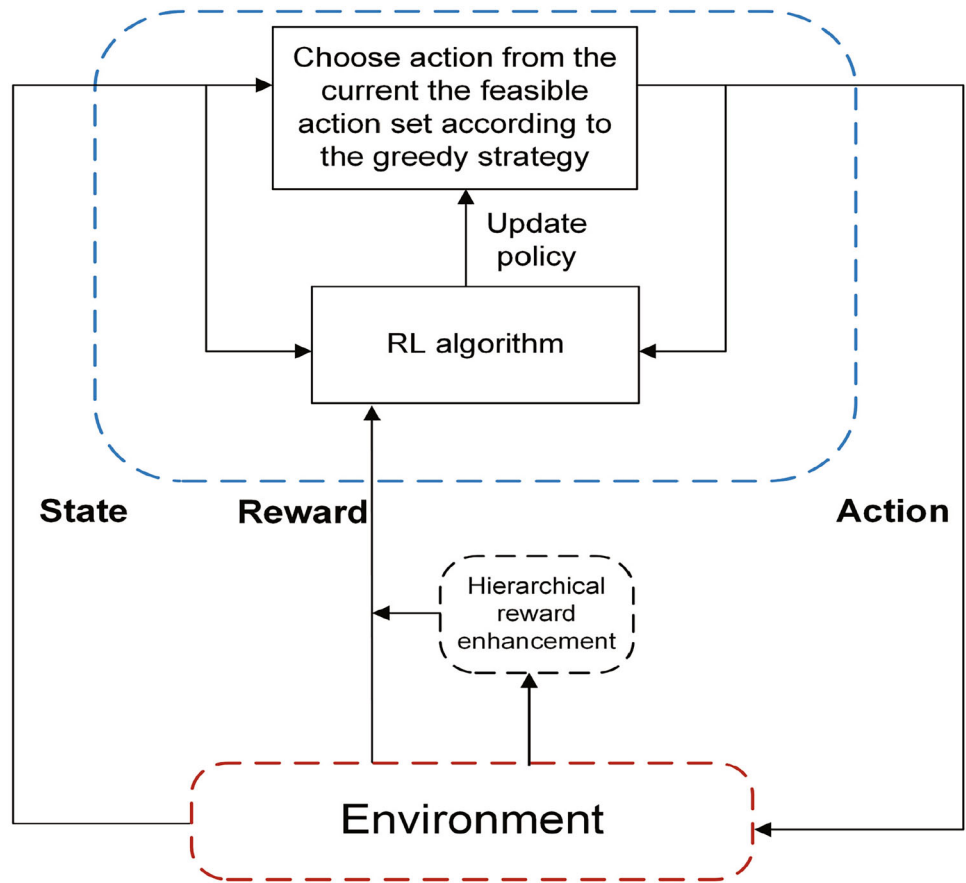 Choose action from the
current the feasible
action set according to
the greedy strategy
Update
policy
RL algorithm
State
Reward
Action
Hierarchical
reward
enhancement
Environment